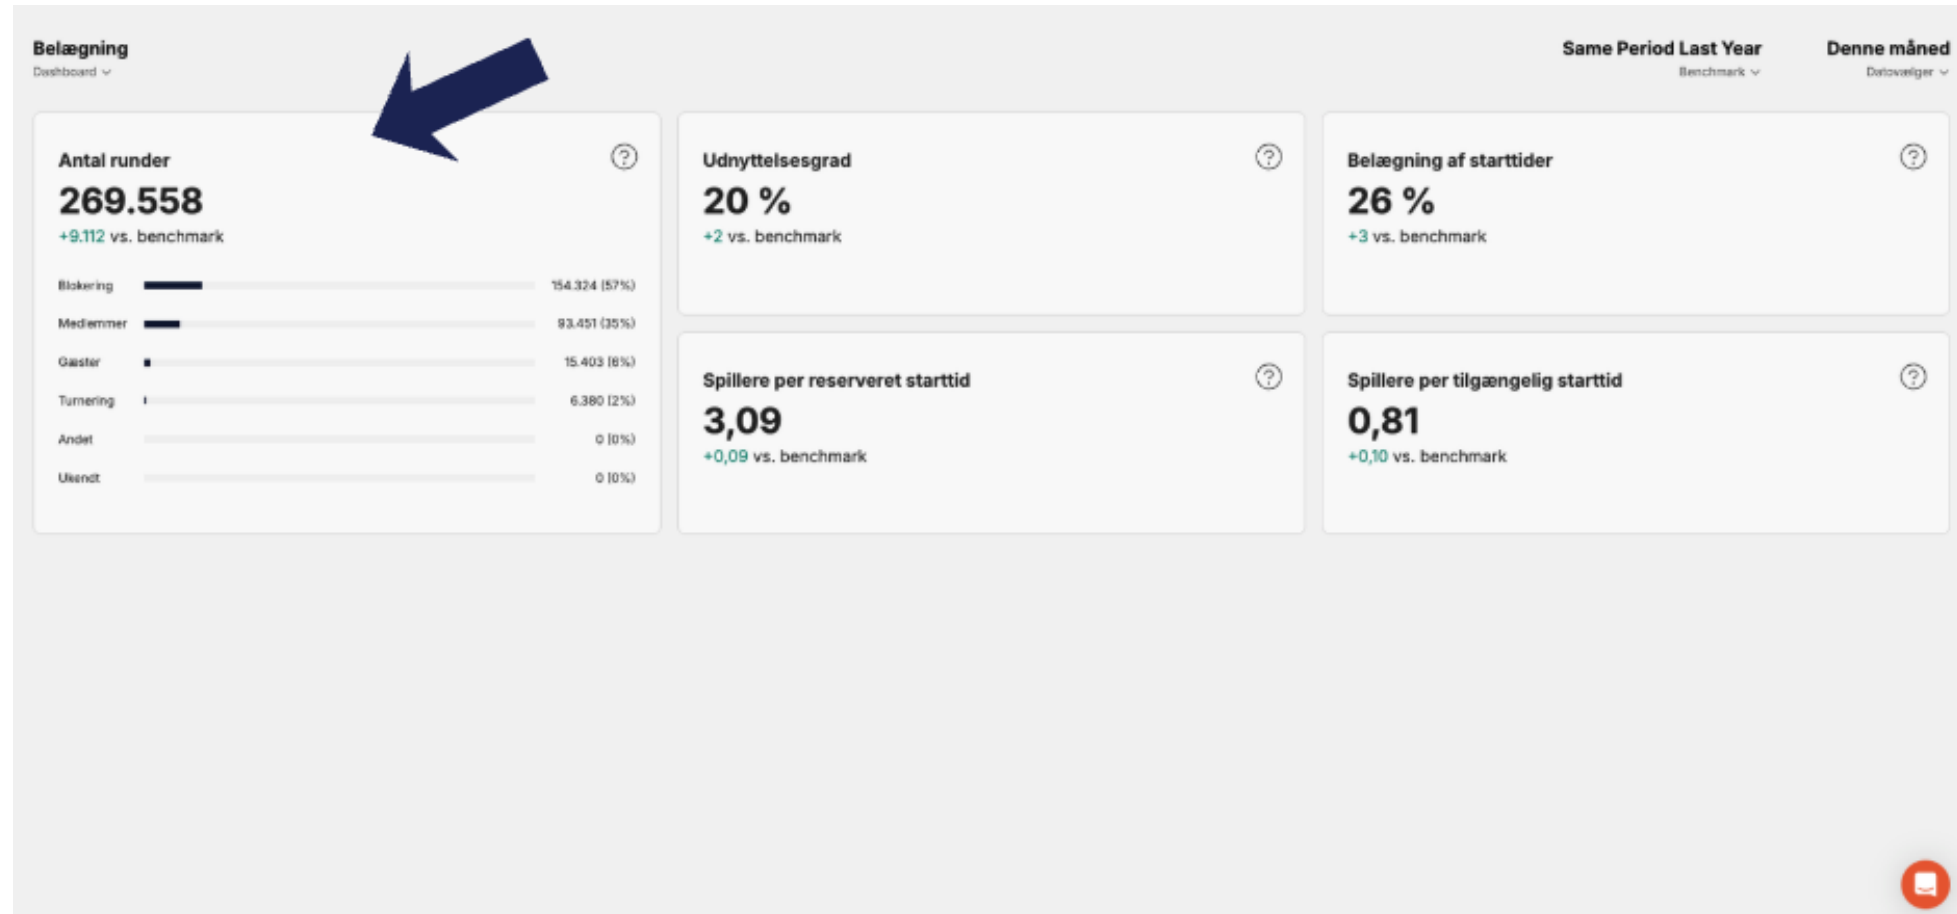 Belægning
Dashboard
Same Period Last Year
Benchmark
Denne måned
Datovælger
Antal runder
269.558
+9.112 vs. benchmark
Blokering 154.324 (57%)
Medlemmer 93.451 (35%)
Gæster 15.403 (6%)
Turnering 6.380 (2%)
Andet 0 (0%)
Ukendt 0 (0%)
Udnyttelsesgrad
20 %
+2 vs. benchmark
Belægning af starttider
26 %
+3 vs. benchmark
Spillere per reserveret starttid
3,09
+0,09 vs. benchmark
Spillere per tilgængelig starttid
0,81
+0,10 vs. benchmark